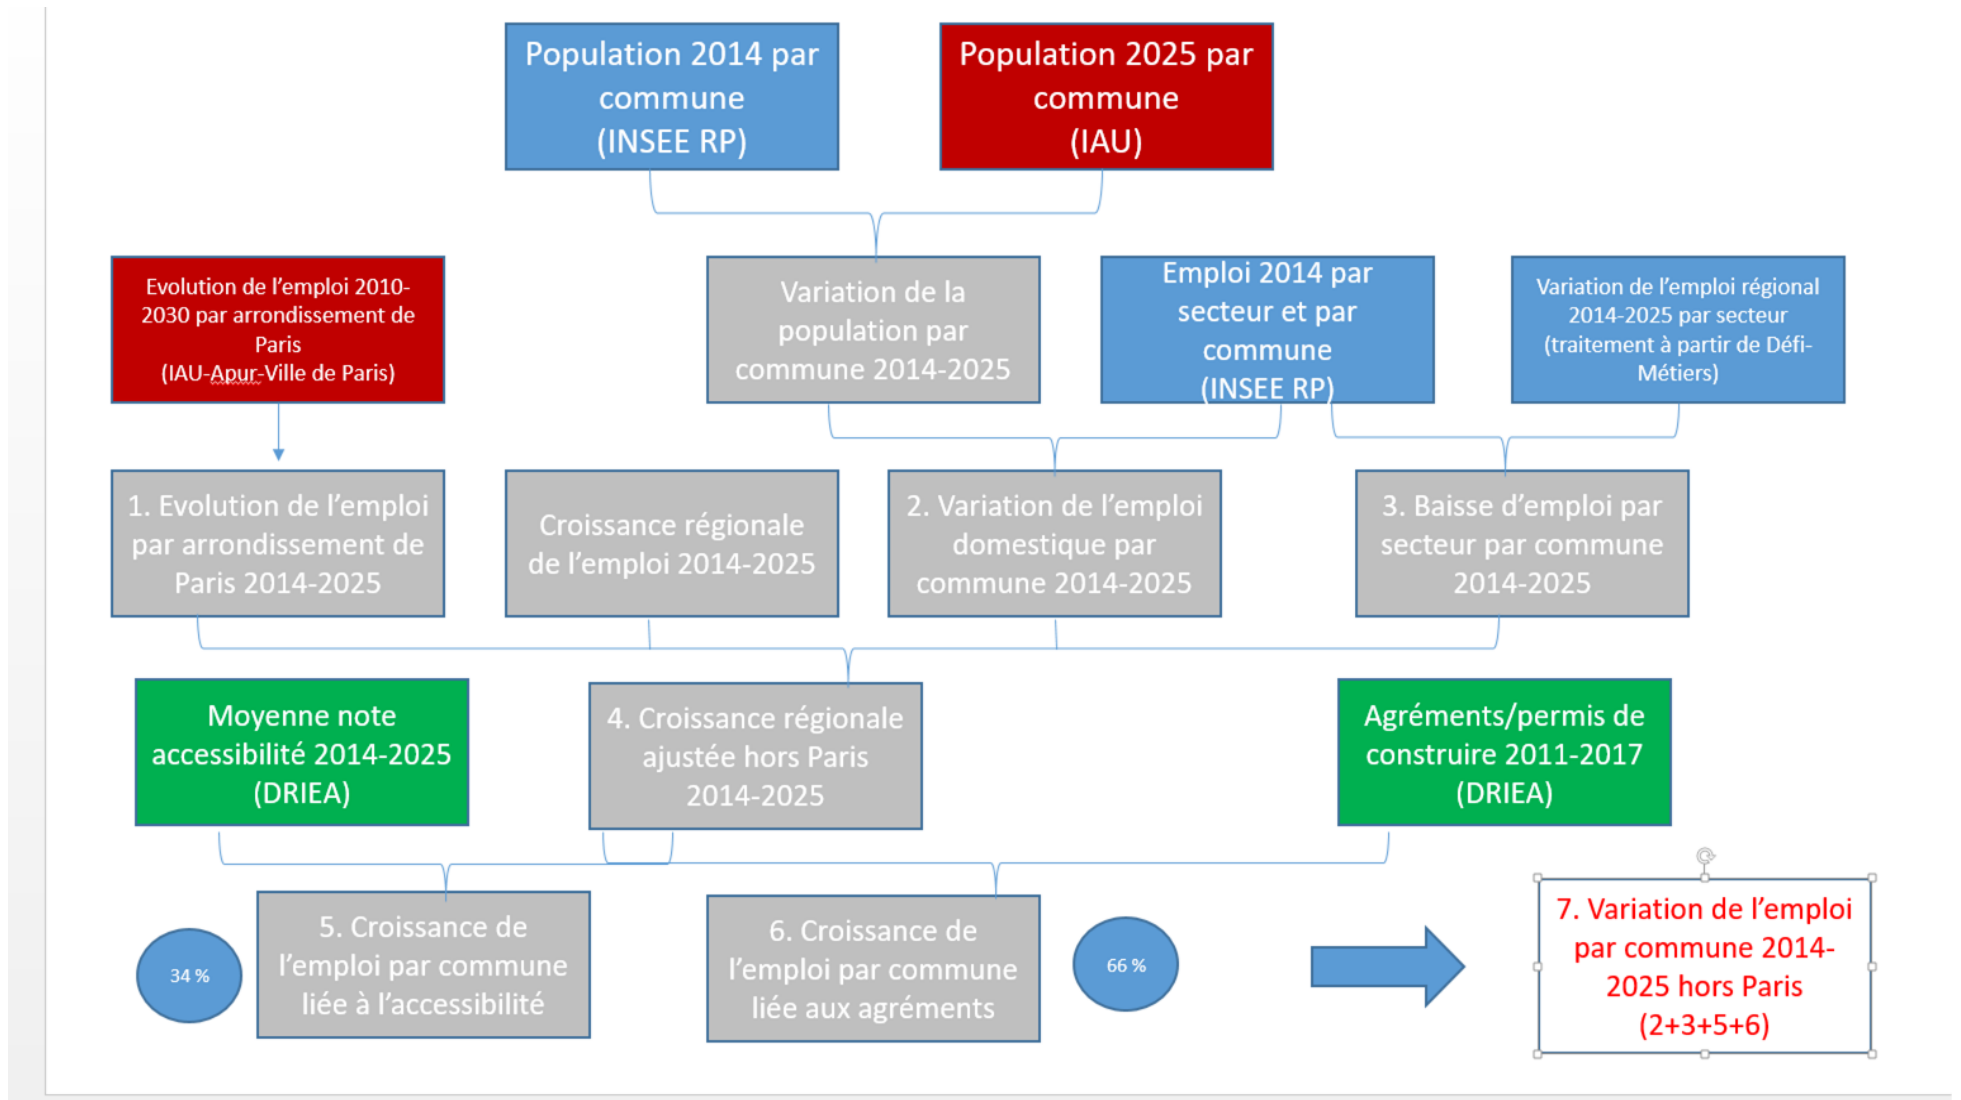 Population 2014 par
commune
(INSEE RP)
Population 2025 par
commune
(IAU)
Evolution de l’emploi 2010-
2030 par arrondissement de
Paris
(IAU-Apur-Ville de Paris)
Variation de la
population par
commune 2014-2025
Emploi 2014 par
secteur et par
commune
(INSEE RP)
Variation de l’emploi régional
2014-2025 par secteur
(traitement à partir de Défi-
Métiers)
1. Evolution de l’emploi
par arrondissement de
Paris 2014-2025
Croissance régionale
de l’emploi 2014-2025
2. Variation de l’emploi
domestique par
commune 2014-2025
3. Baisse d’emploi par
secteur par commune
2014-2025
Moyenne note
accessibilité 2014-2025
(DRIEA)
4. Croissance régionale
ajustée hors Paris
2014-2025
Agréments/permis de
construire 2011-2017
(DRIEA)
34 %
5. Croissance de
l’emploi par commune
liée à l’accessibilité
6. Croissance de
l’emploi par commune
liée aux agréments
66 %
7. Variation de l’emploi
par commune 2014-
2025 hors Paris
(2+3+5+6)